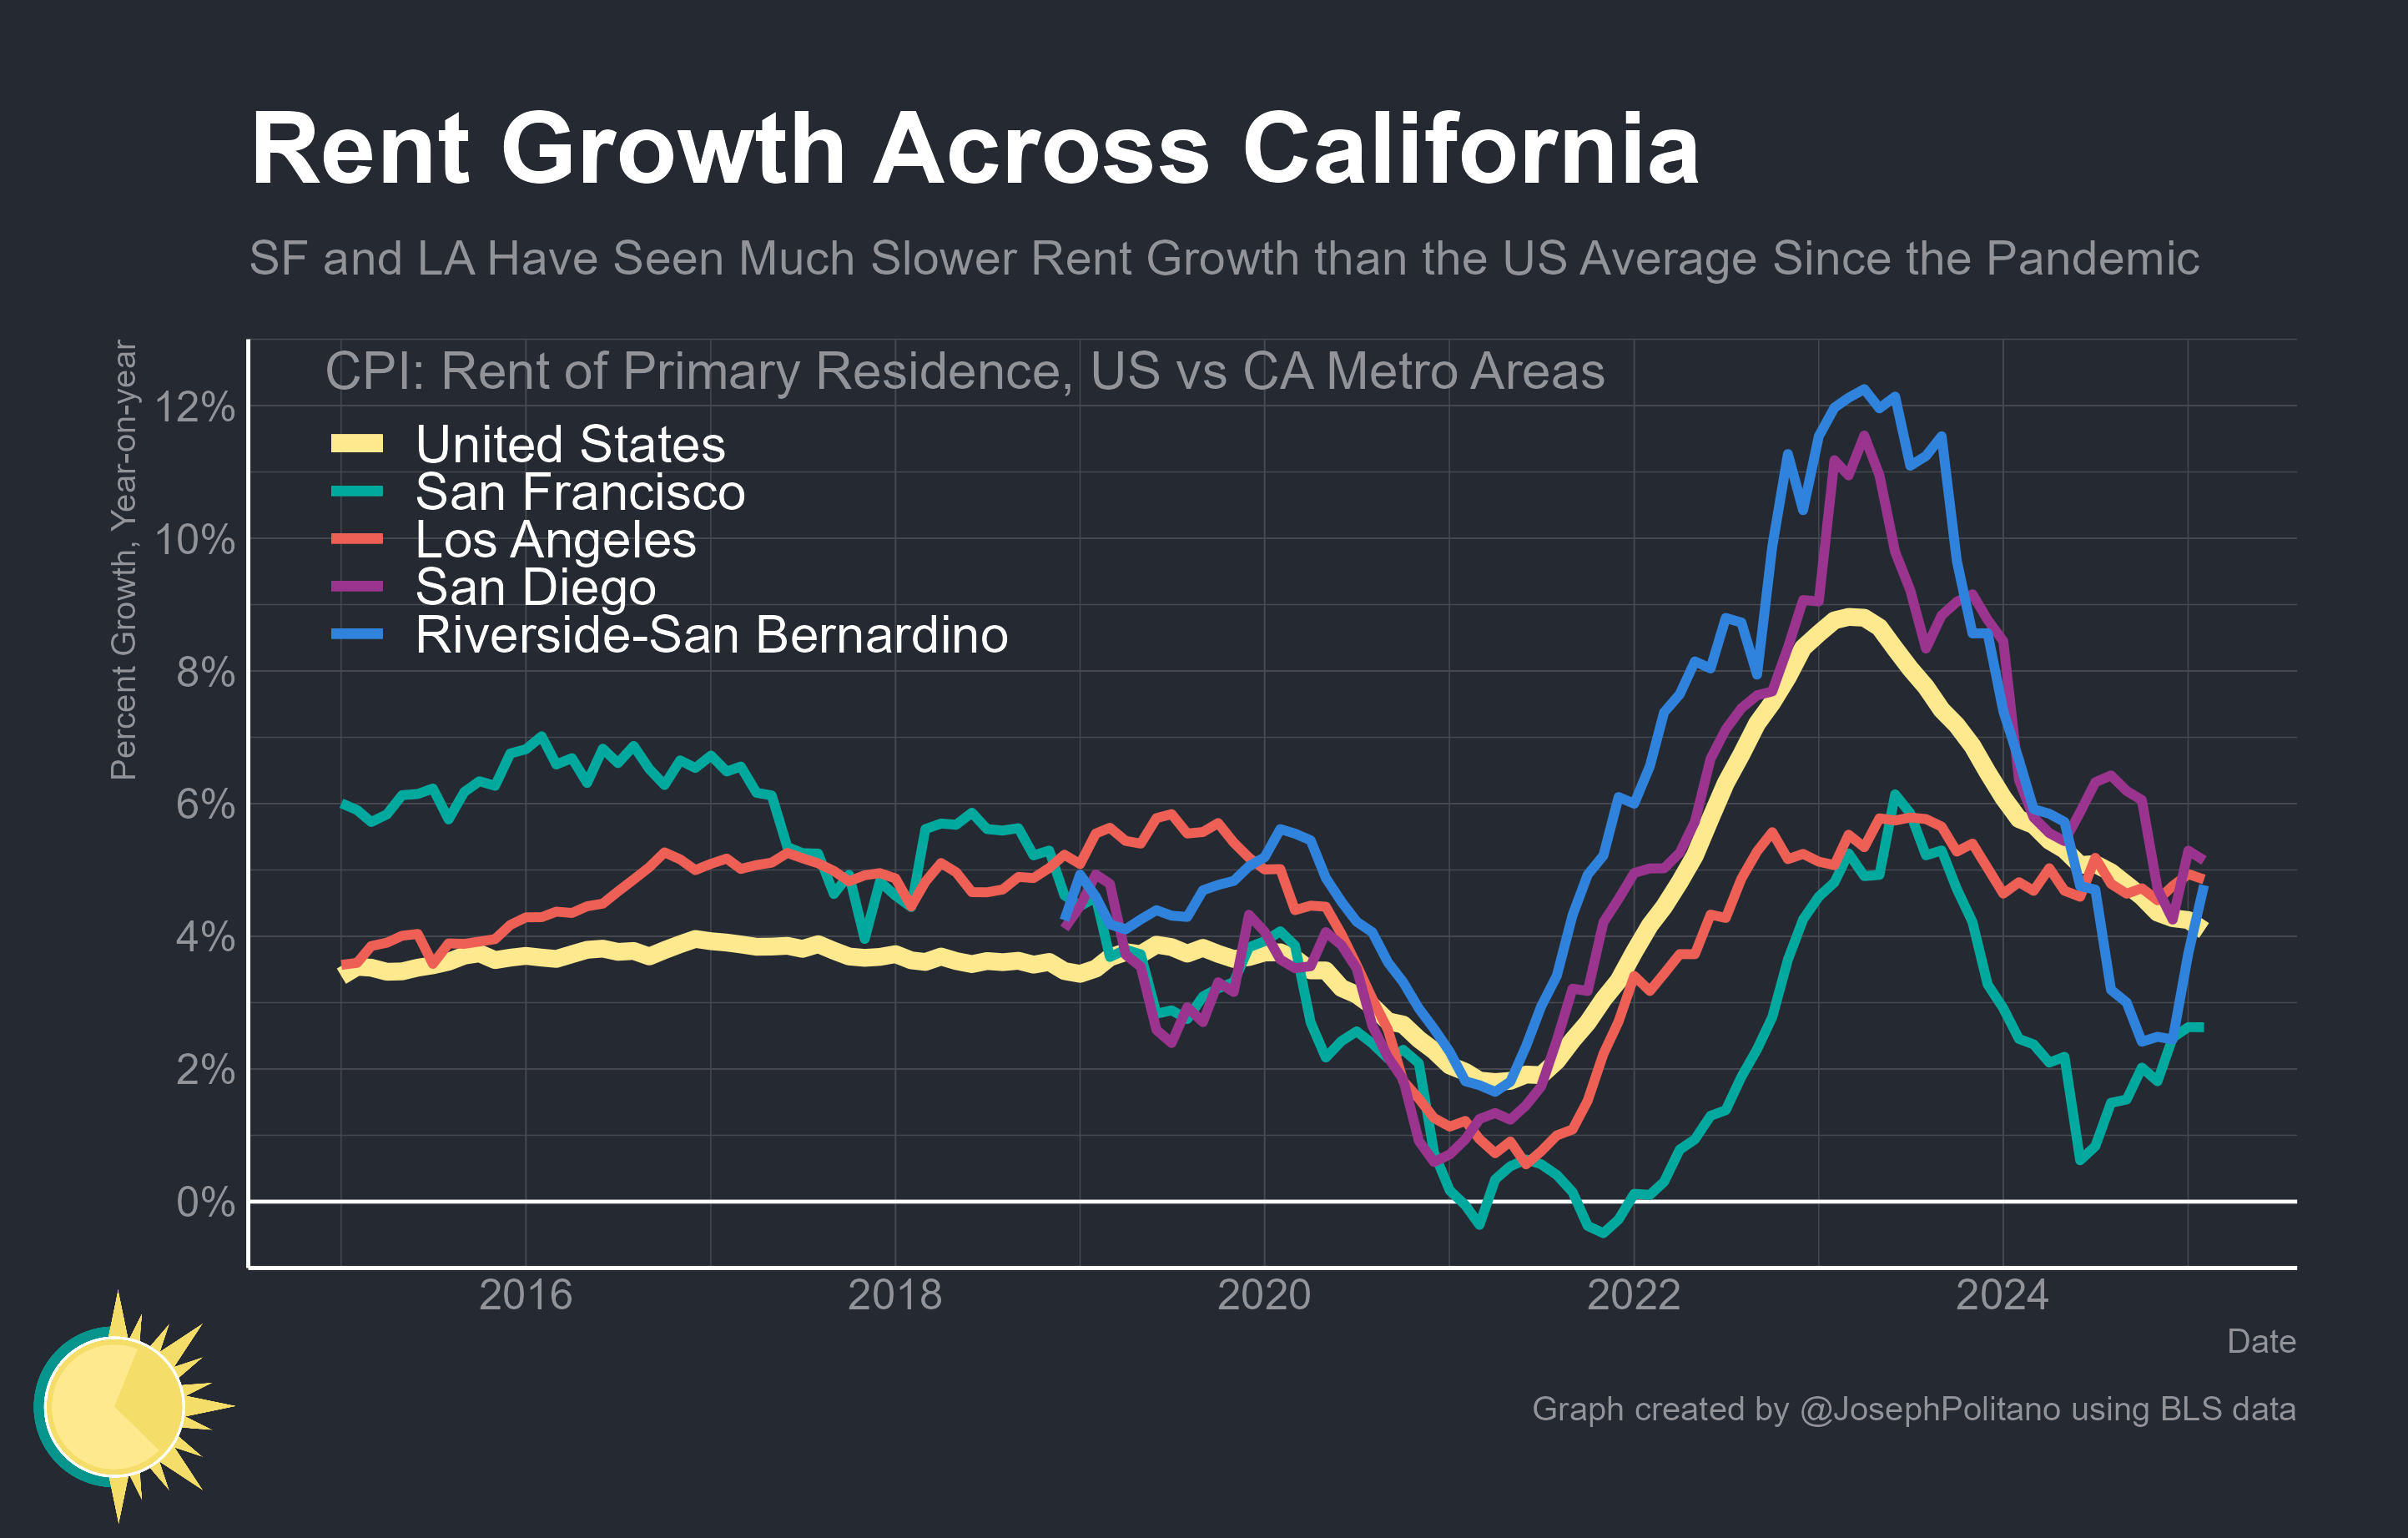 Rent Growth Across California
SF and LA Have Seen Much Slower Rent Growth than the US Average Since the Pandemic
Percent Growth, Year-on-year
CPI: Rent of Primary Residence, US vs CA Metro Areas
United States
San Francisco
Los Angeles
San Diego
Riverside-San Bernardino
12%
10%
8%
6%
4%
2%
0%
2016 2018 2020 2022 2024
Date
Graph created by @JosephPolitano using BLS data